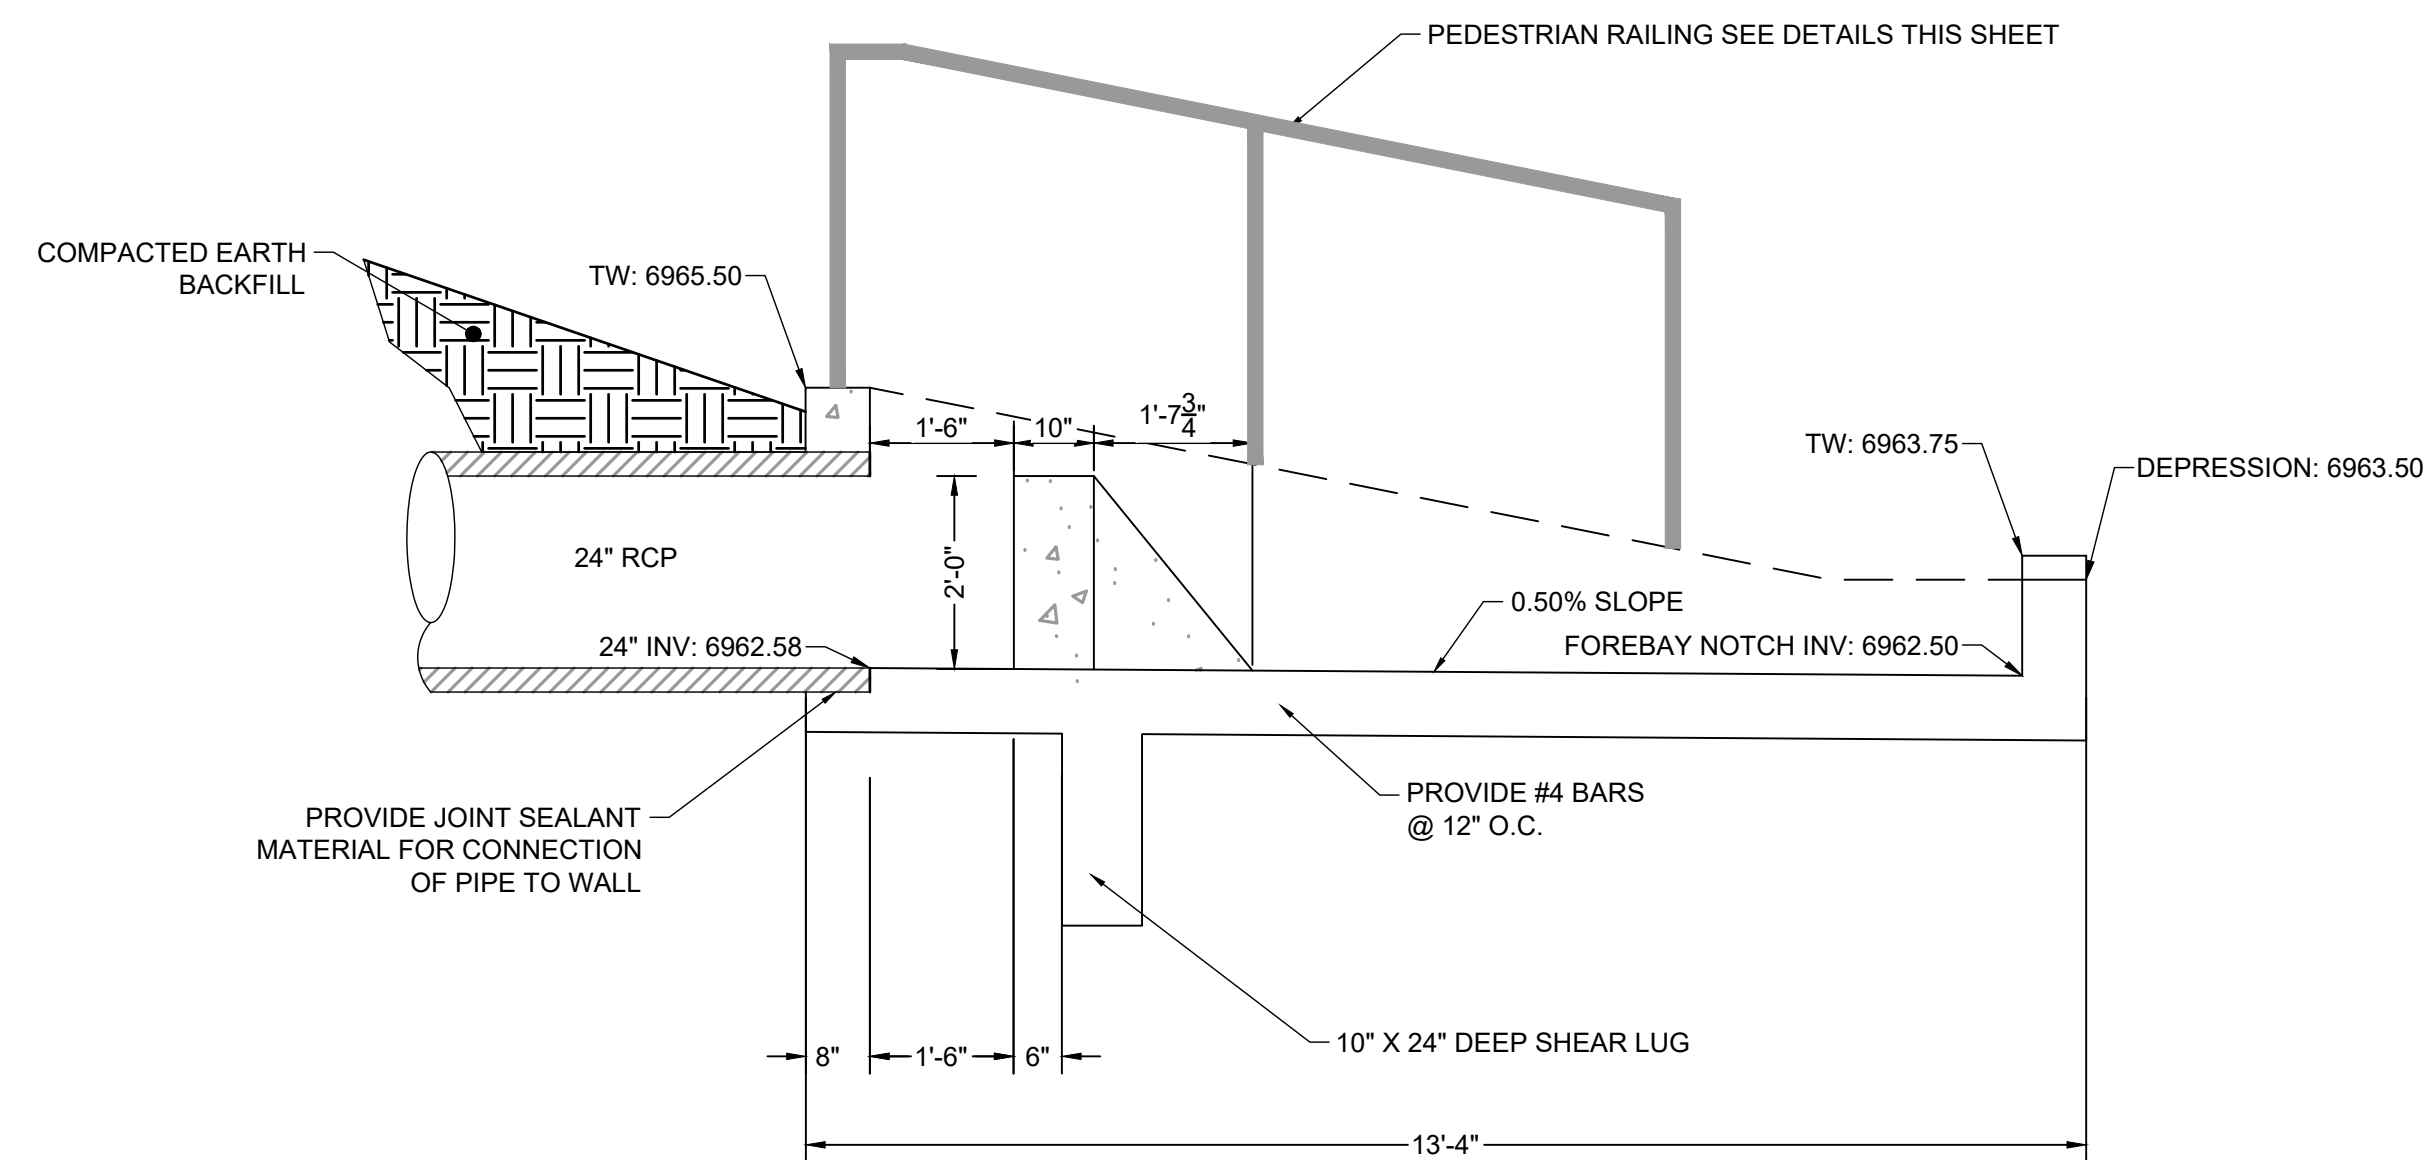 PEDESTRIAN RAILING SEE DETAILS THIS SHEET
COMPACTED EARTH
BACKFILL
TW: 6965.50
1'-6"
10"
1'-7 3/4"
TW: 6963.75
DEPRESSION: 6963.50
24" RCP
2'-0"
0.50% SLOPE
24" INV: 6962.58
FOREBAY NOTCH INV: 6962.50
PROVIDE JOINT SEALANT
MATERIAL FOR CONNECTION
OF PIPE TO WALL
PROVIDE #4 BARS
@ 12" O.C.
10" X 24" DEEP SHEAR LUG
8"
1'-6"
6"
13'-4"